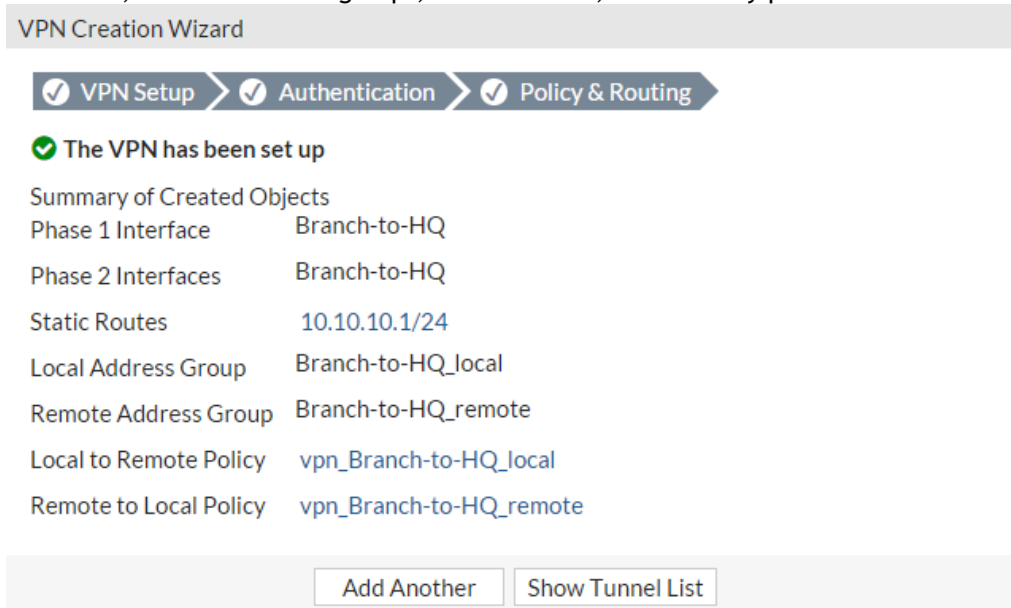 VPN Creation Wizard
VPN Setup Authentication Policy & Routing
The VPN has been set up
Summary of Created Objects
Phase 1 Interface Branch-to-HQ
Phase 2 Interfaces Branch-to-HQ
Static Routes 10.10.10.1/24
Local Address Group Branch-to-HQ_local
Remote Address Group Branch-to-HQ_remote
Local to Remote Policy vpn_Branch-to-HQ_local
Remote to Local Policy vpn_Branch-to-HQ_remote
Add Another Show Tunnel List